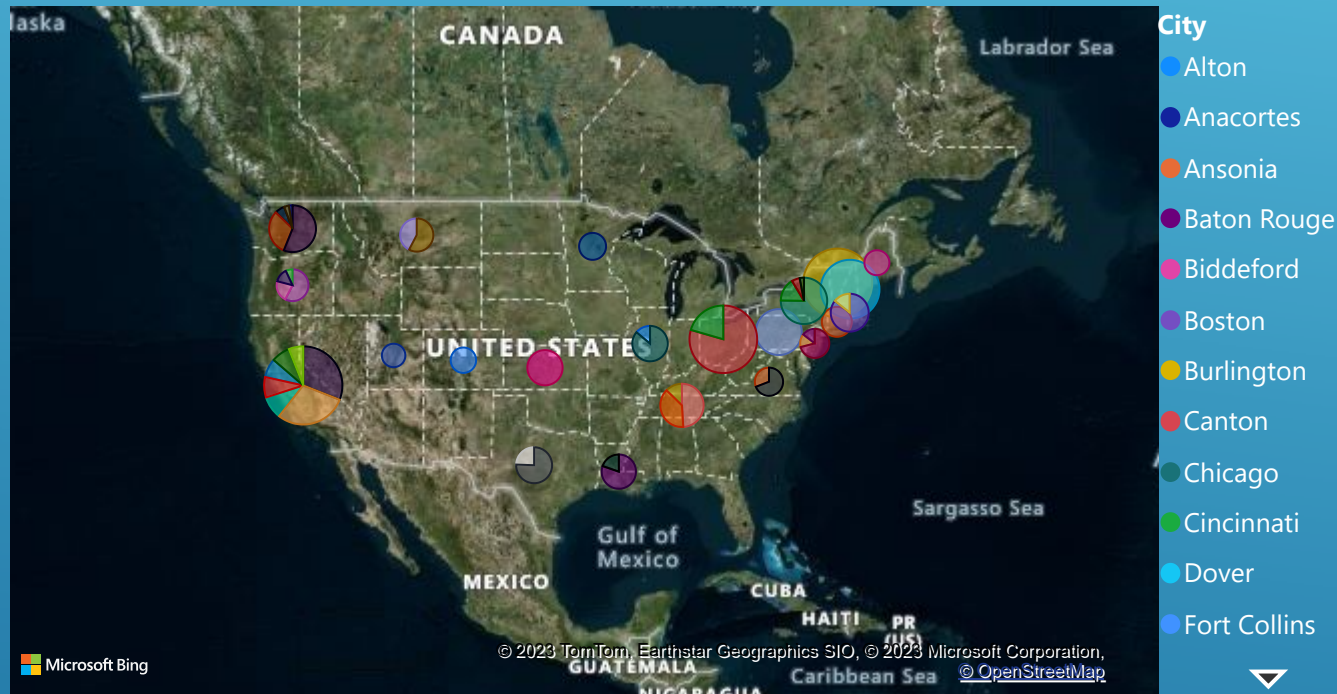 laska
CANADA
Labrador Sea
UNITED STATES
Sargasso Sea
Gulf of
Mexico
MEXICO
CUBA
HAITI
PR
(US)
GUATEMALA
Caribbean Sea
NICARAGUA
Microsoft Bing
© 2023 TomTom, Earthstar Geographics SIO, © 2023 Microsoft Corporation,
© OpenStreetMap
City
Alton
Anacortes
Ansonia
Baton Rouge
Biddeford
Boston
Burlington
Canton
Chicago
Cincinnati
Dover
Fort Collins